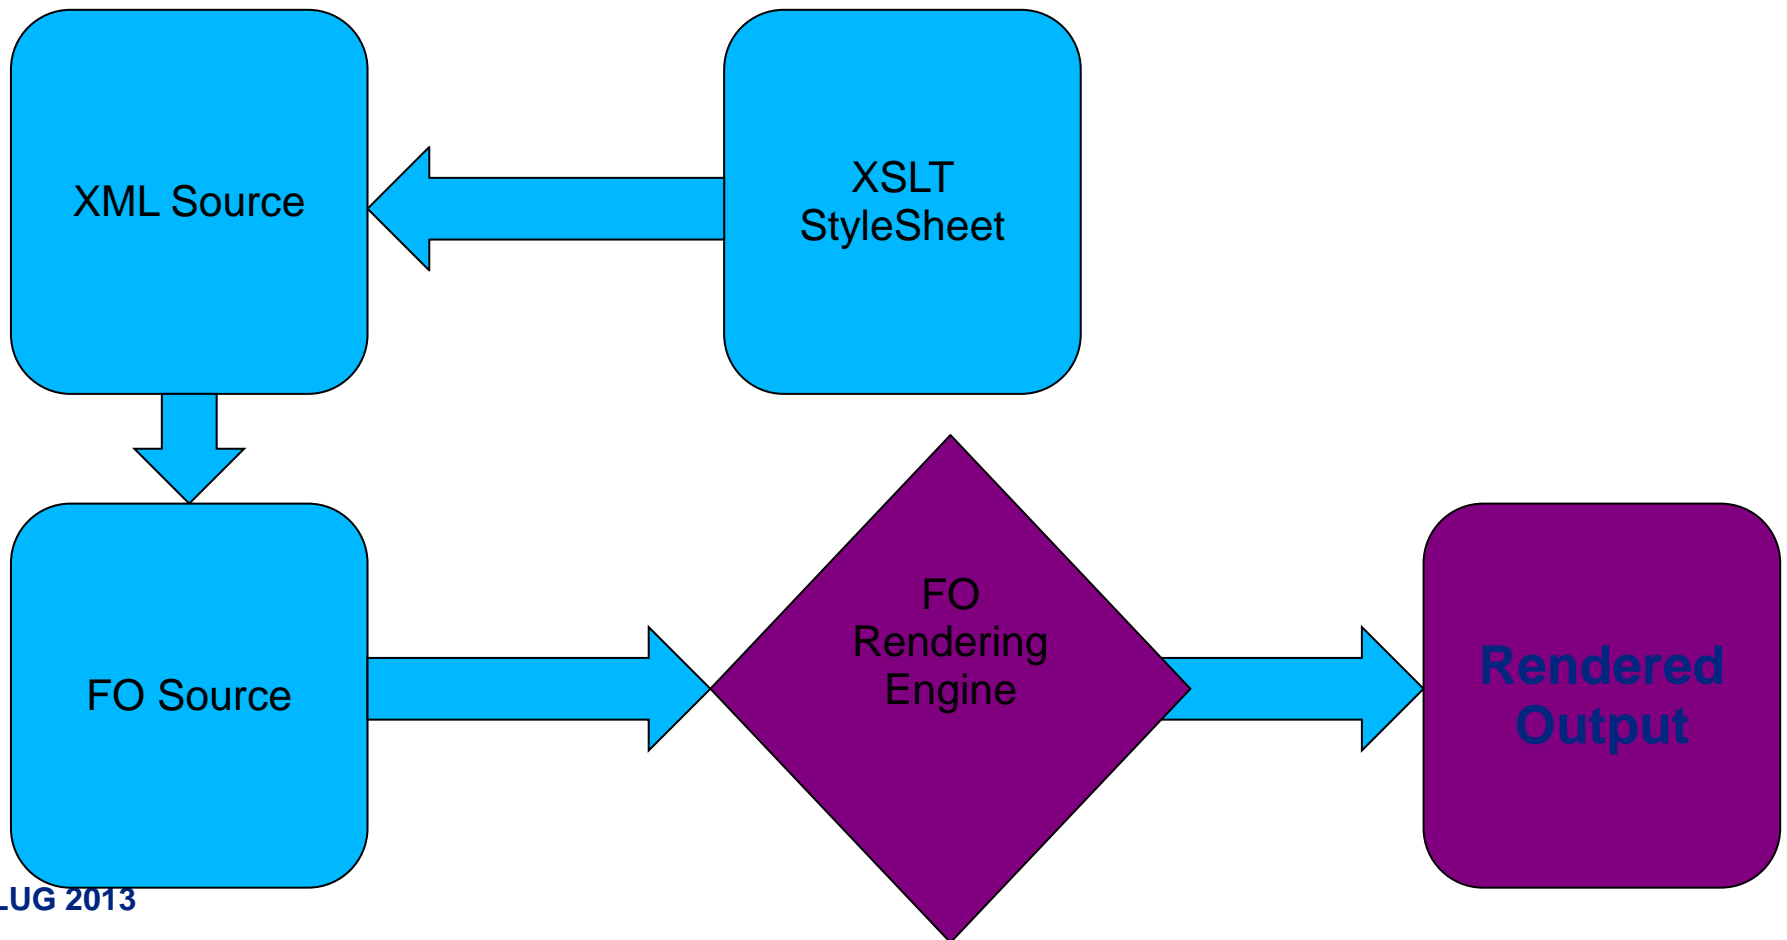 XML Source
XSLT
StyleSheet
FO
Rendering
Engine
FO Source
Rendered
Output
LUG 2013